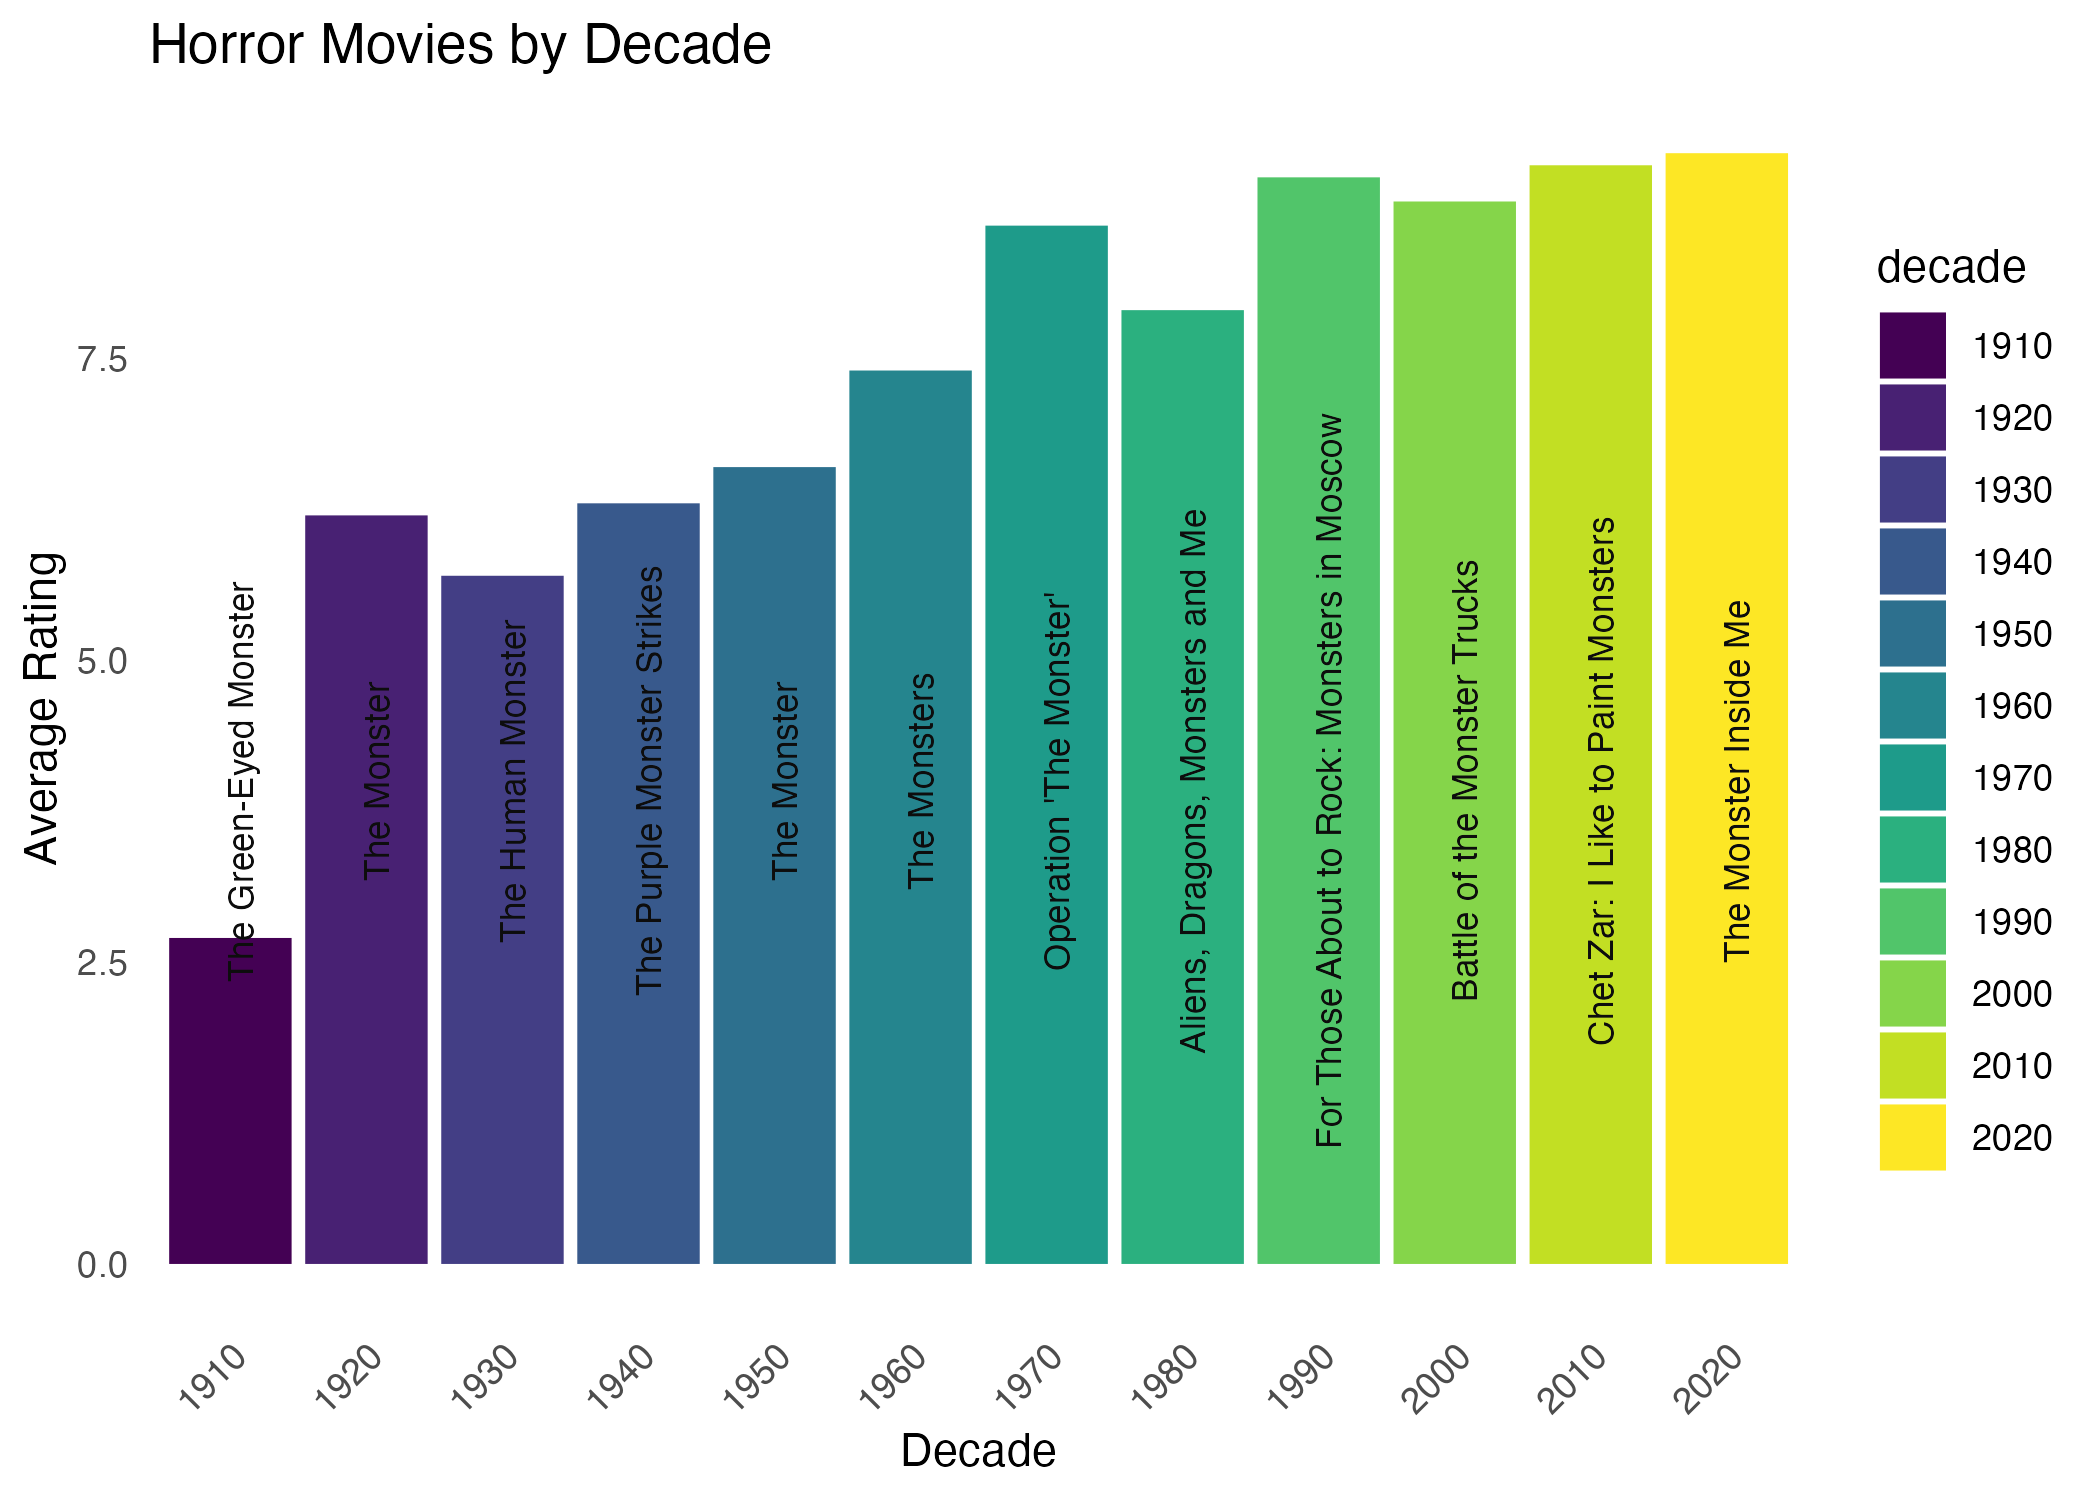 Horror Movies by Decade
Average Rating
7.5
5.0
2.5
0.0
The Green-Eyed Monster
The Monster
The Human Monster
The Purple Monster Strikes
The Monster
The Monsters
Operation 'The Monster'
Aliens, Dragons, Monsters and Me
For Those About to Rock: Monsters in Moscow
Battle of the Monster Trucks
Chet Zar: I Like to Paint Monsters
The Monster Inside Me
1910
1920
1930
1940
1950
1960
1970
1980
1990
2000
2010
2020
Decade
decade
1910
1920
1930
1940
1950
1960
1970
1980
1990
2000
2010
2020